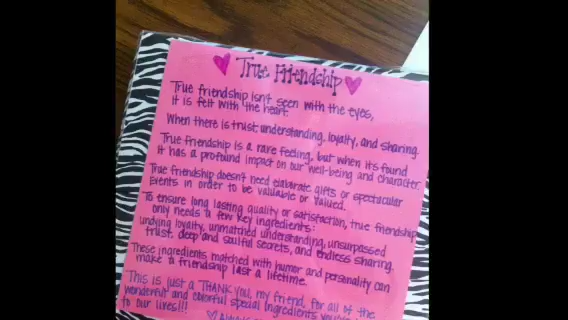 True Friendship
True friendship isn't seen with the eyes,
it is felt with the heart.
When there is trust, understanding, loyalty, and sharing.
True friendship is a rare feeling, but when its found
it has a profound impact on our well-being and character.
True friendship doesn't need elaborate gifts or spectacular
events in order to be valuable or valued.
To ensure long lasting quality or satisfaction, true friendship
only needs a few key ingredients:
undying loyalty, unmatched understanding, unsurpassed
trust, deep and soulful secrets, and endless sharing.
These ingredients matched with humor and personality can
make a friendship last a lifetime.
This is just a THANK YOU, my friend, for all of the
wonderful and colorful special ingredients
to our lives!!!